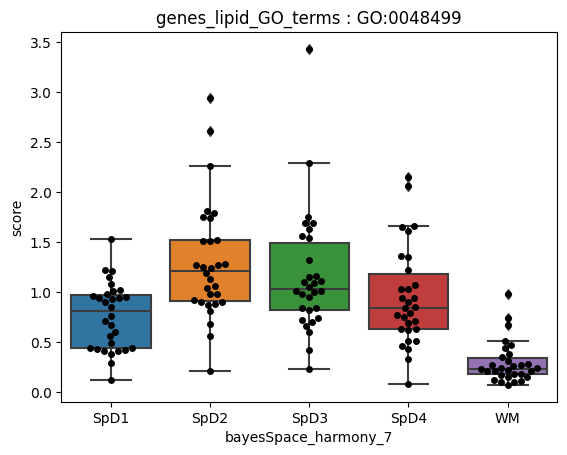 genes_lipid_GO_terms : GO:0048499
score
3.5
3.0
2.5
2.0
1.5
1.0
0.5
0.0
SpD1 SpD2 SpD3 SpD4 WM
bayesSpace_harmony_7